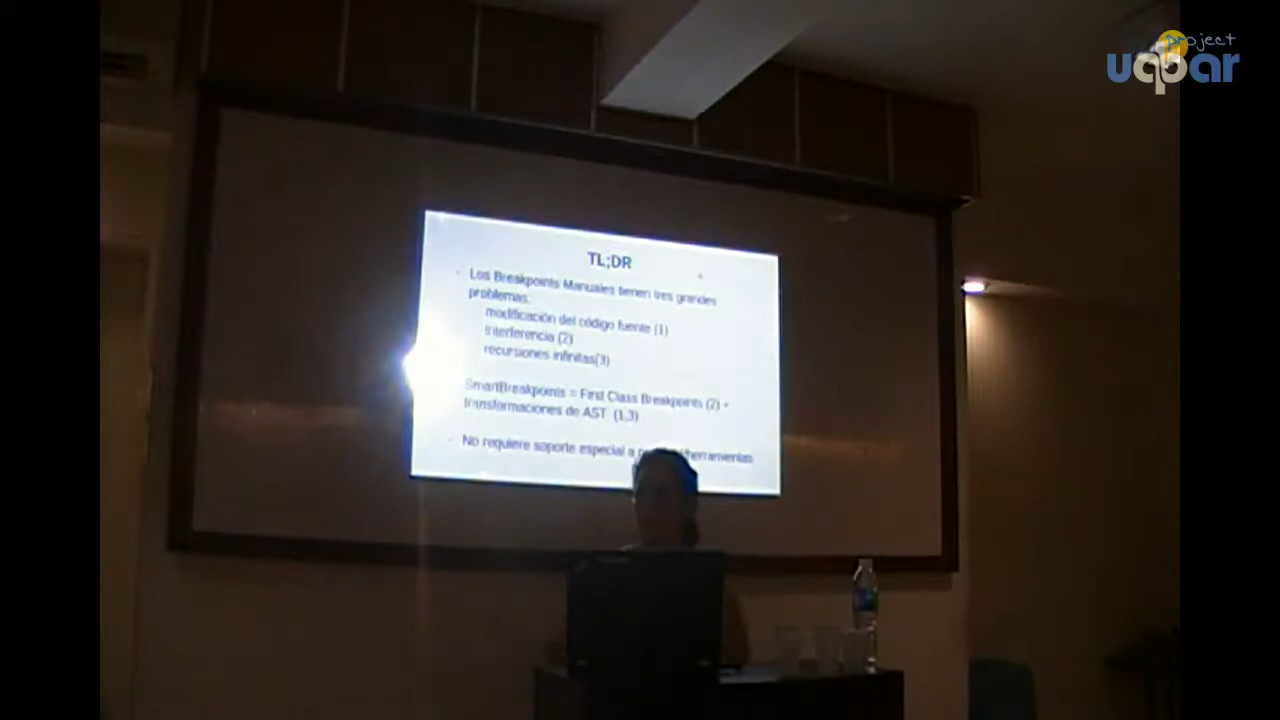 project
uqbar
TL;DR
Los Breakpoints Manuales tienen tres grandes
problemas:
modificación del código fuente (1)
Interferencia (2)
recursiones infinitas(3)
SmartBreakpoints = First Class Breakpoints (2) +
transformaciones de AST (1,3)
No requiere soporte especial a herramientas